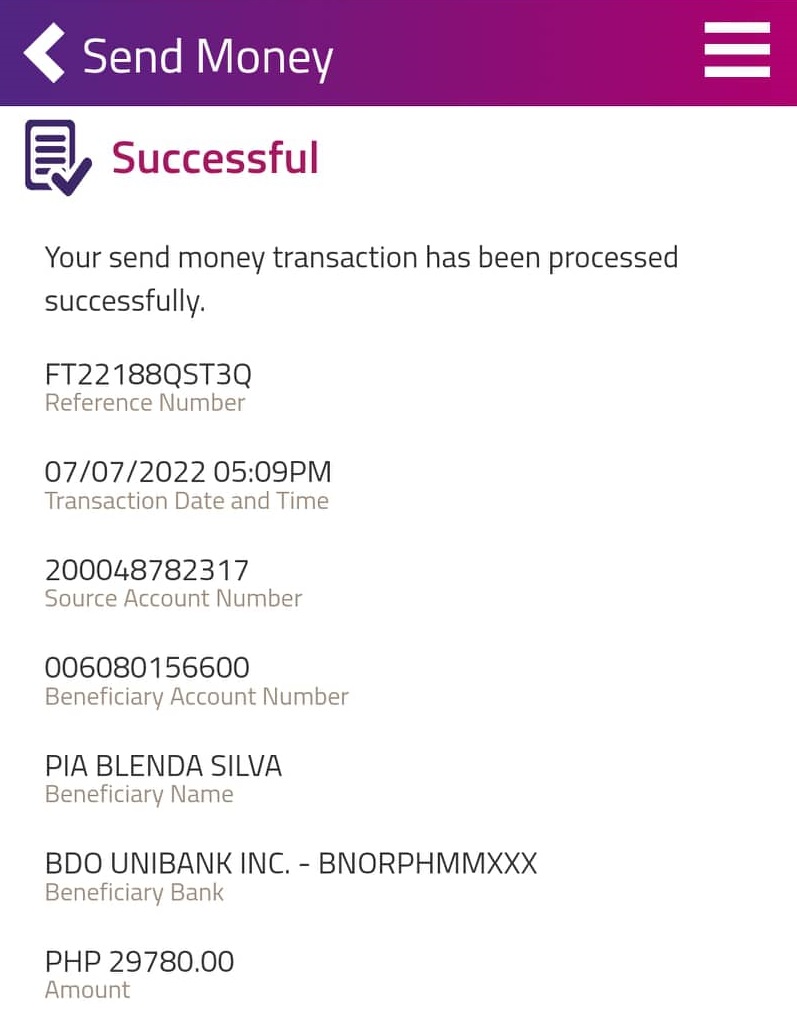 Send Money
Successful
Your send money transaction has been processed
successfully.
FT22188QST3Q
Reference Number
07/07/2022 05:09PM
Transaction Date and Time
200048782317
Source Account Number
006080156600
Beneficiary Account Number
PIA BLENDA SILVA
Beneficiary Name
BDO UNIBANK INC. - BNORPHMMXXX
Beneficiary Bank
PHP 29780.00
Amount